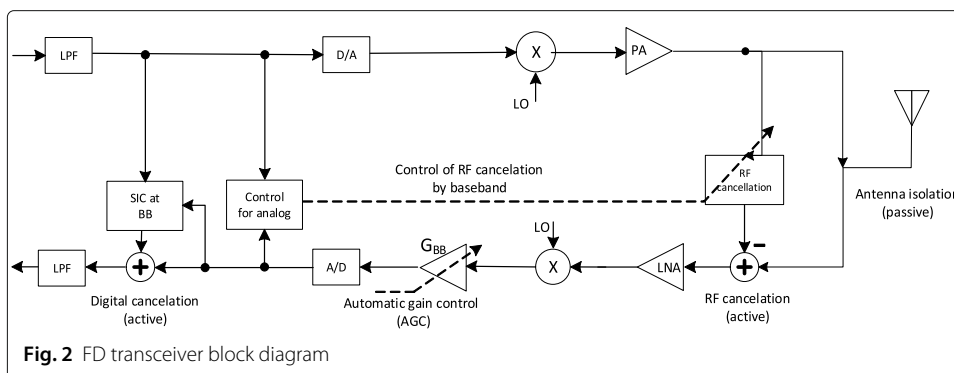 LPF
D/A
X
PA
LO
SIC at
BB
Control
for analog
Control of RF cancelation
by baseband
RF
cancellation
Antenna isolation
(passive)
LPF
+
A/D
GBB
LO
X
LNA
−
+
Digital cancelation
(active)
Automatic gain control
(AGC)
RF cancelation
(active)
Fig. 2 FD transceiver block diagram